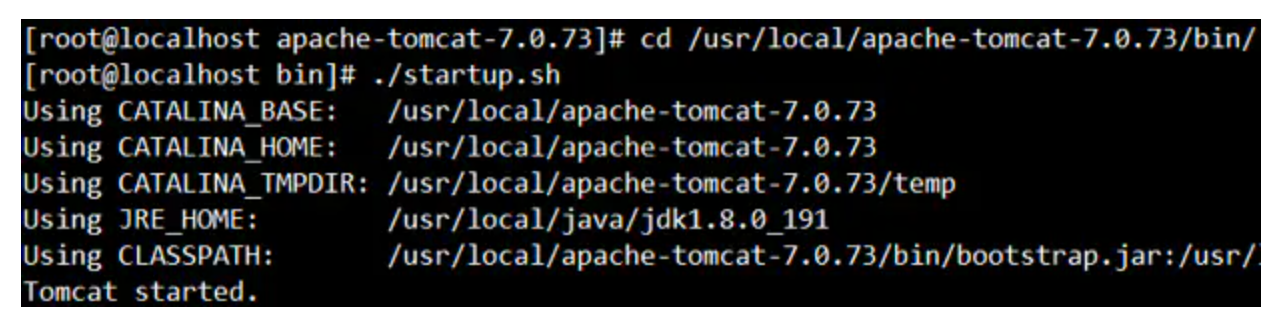 [root@localhost apache-tomcat-7.0.73]# cd /usr/local/apache-tomcat-7.0.73/bin/
[root@localhost bin]# ./startup.sh
Using CATALINA_BASE:   /usr/local/apache-tomcat-7.0.73
Using CATALINA_HOME:   /usr/local/apache-tomcat-7.0.73
Using CATALINA_TMPDIR: /usr/local/apache-tomcat-7.0.73/temp
Using JRE_HOME:        /usr/local/java/jdk1.8.0_191
Using CLASSPATH:       /usr/local/apache-tomcat-7.0.73/bin/bootstrap.jar:/usr/
Tomcat started.